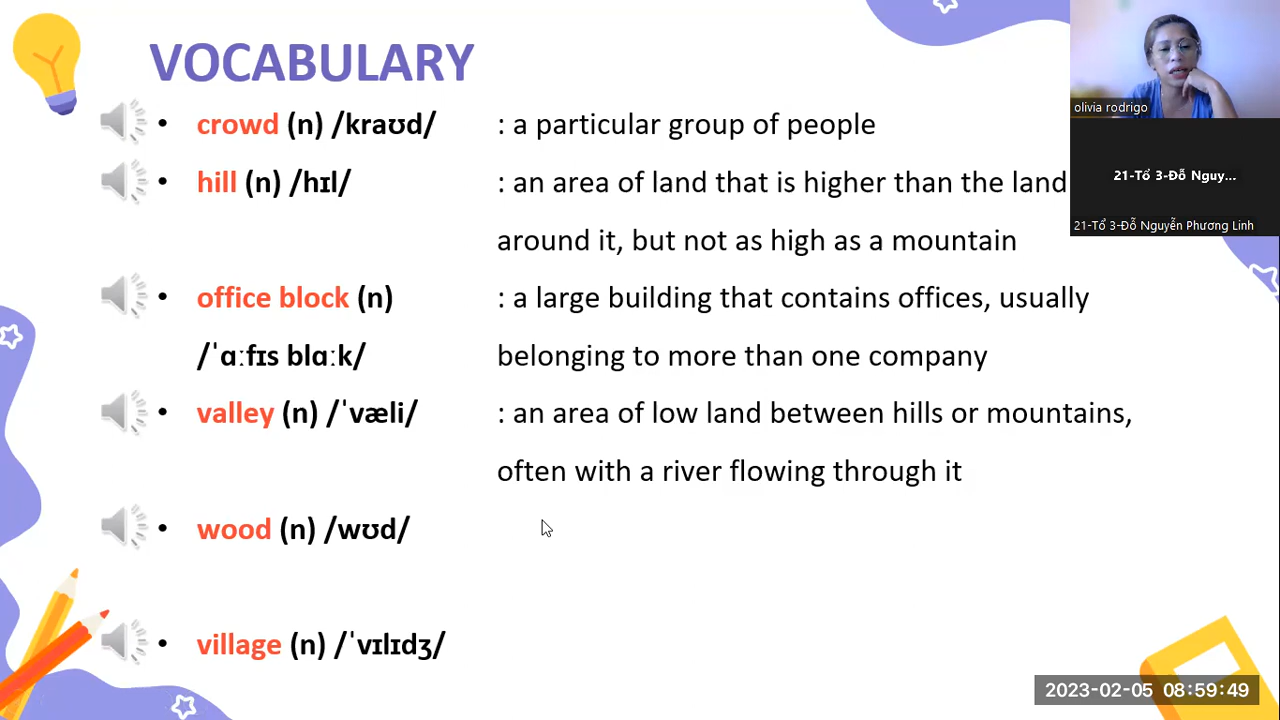 VOCABULARY
• crowd (n) /kraʊd/ : a particular group of people
• hill (n) /hɪl/ : an area of land that is higher than the land
around it, but not as high as a mountain
• office block (n) : a large building that contains offices, usually
/ˈɑːfɪs blɑːk/ belonging to more than one company
• valley (n) /ˈvæli/ : an area of low land between hills or mountains,
often with a river flowing through it
• wood (n) /wʊd/
• village (n) /ˈvɪlɪdʒ/
olivia rodrigo
21-Tổ 3-Đỗ Nguy...
21-Tổ 3-Đỗ Nguyễn Phương Linh
2023-02-05 08:59:49